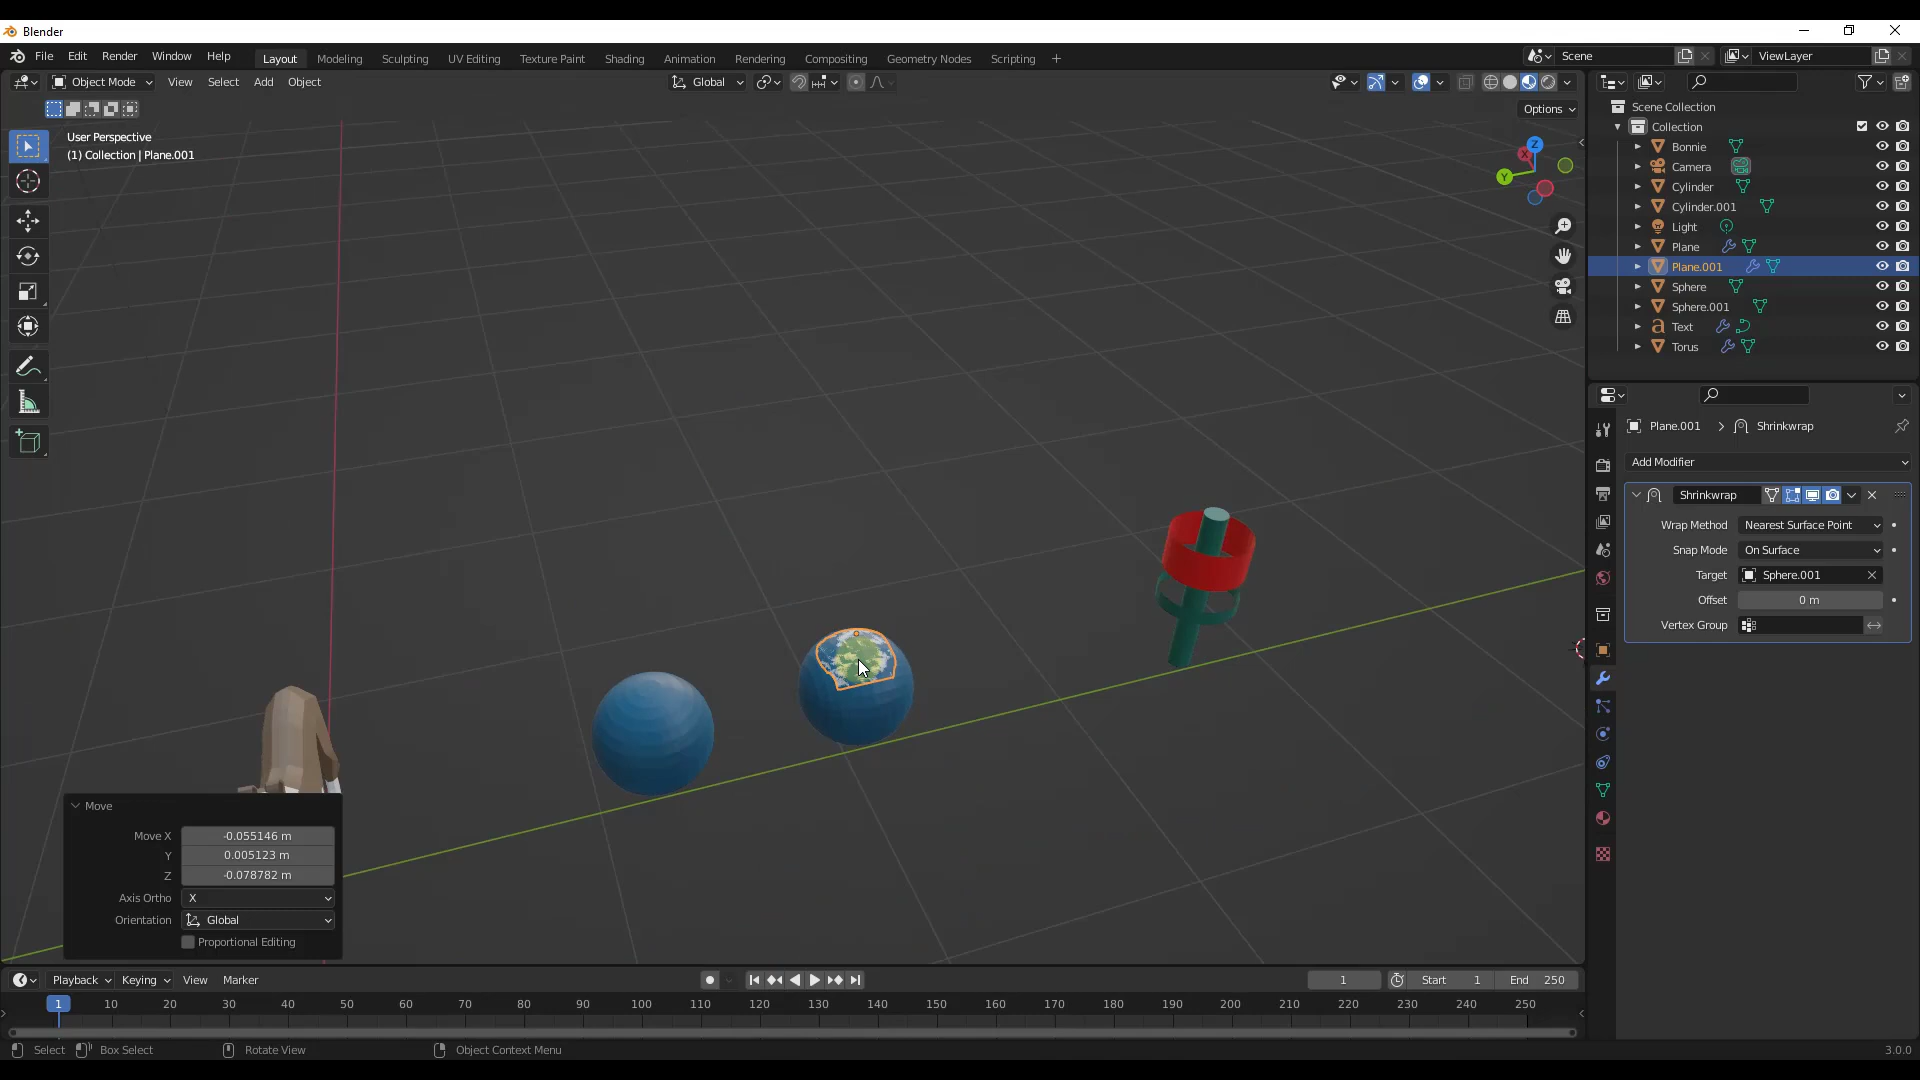 Blender
File Edit Render Window Help
Layout Modeling Sculpting UV Editing Texture Paint Shading Animation Rendering Compositing Geometry Nodes Scripting +
Scene
ViewLayer
Object Mode View Select Add Object
Global
Options
User Perspective
(1) Collection | Plane.001
Z
X
Y
Scene Collection
Collection
Bonnie
Camera
Cylinder
Cylinder.001
Light
Plane
Plane.001
Sphere
Sphere.001
Text
Torus
Plane.001 > Shrinkwrap
Add Modifier
Shrinkwrap
Wrap Method Nearest Surface Point
Snap Mode On Surface
Target Sphere.001
Offset 0 m
Vertex Group
Move
Move X -0.055146 m
Y 0.005123 m
Z -0.078782 m
Axis Ortho X
Orientation Global
Proportional Editing
Playback Keying View Marker
1 Start 1 End 250
1 10 20 30 40 50 60 70 80 90 100 110 120 130 140 150 160 170 180 190 200 210 220 230 240 250
Select Box Select Rotate View Object Context Menu
3.0.0